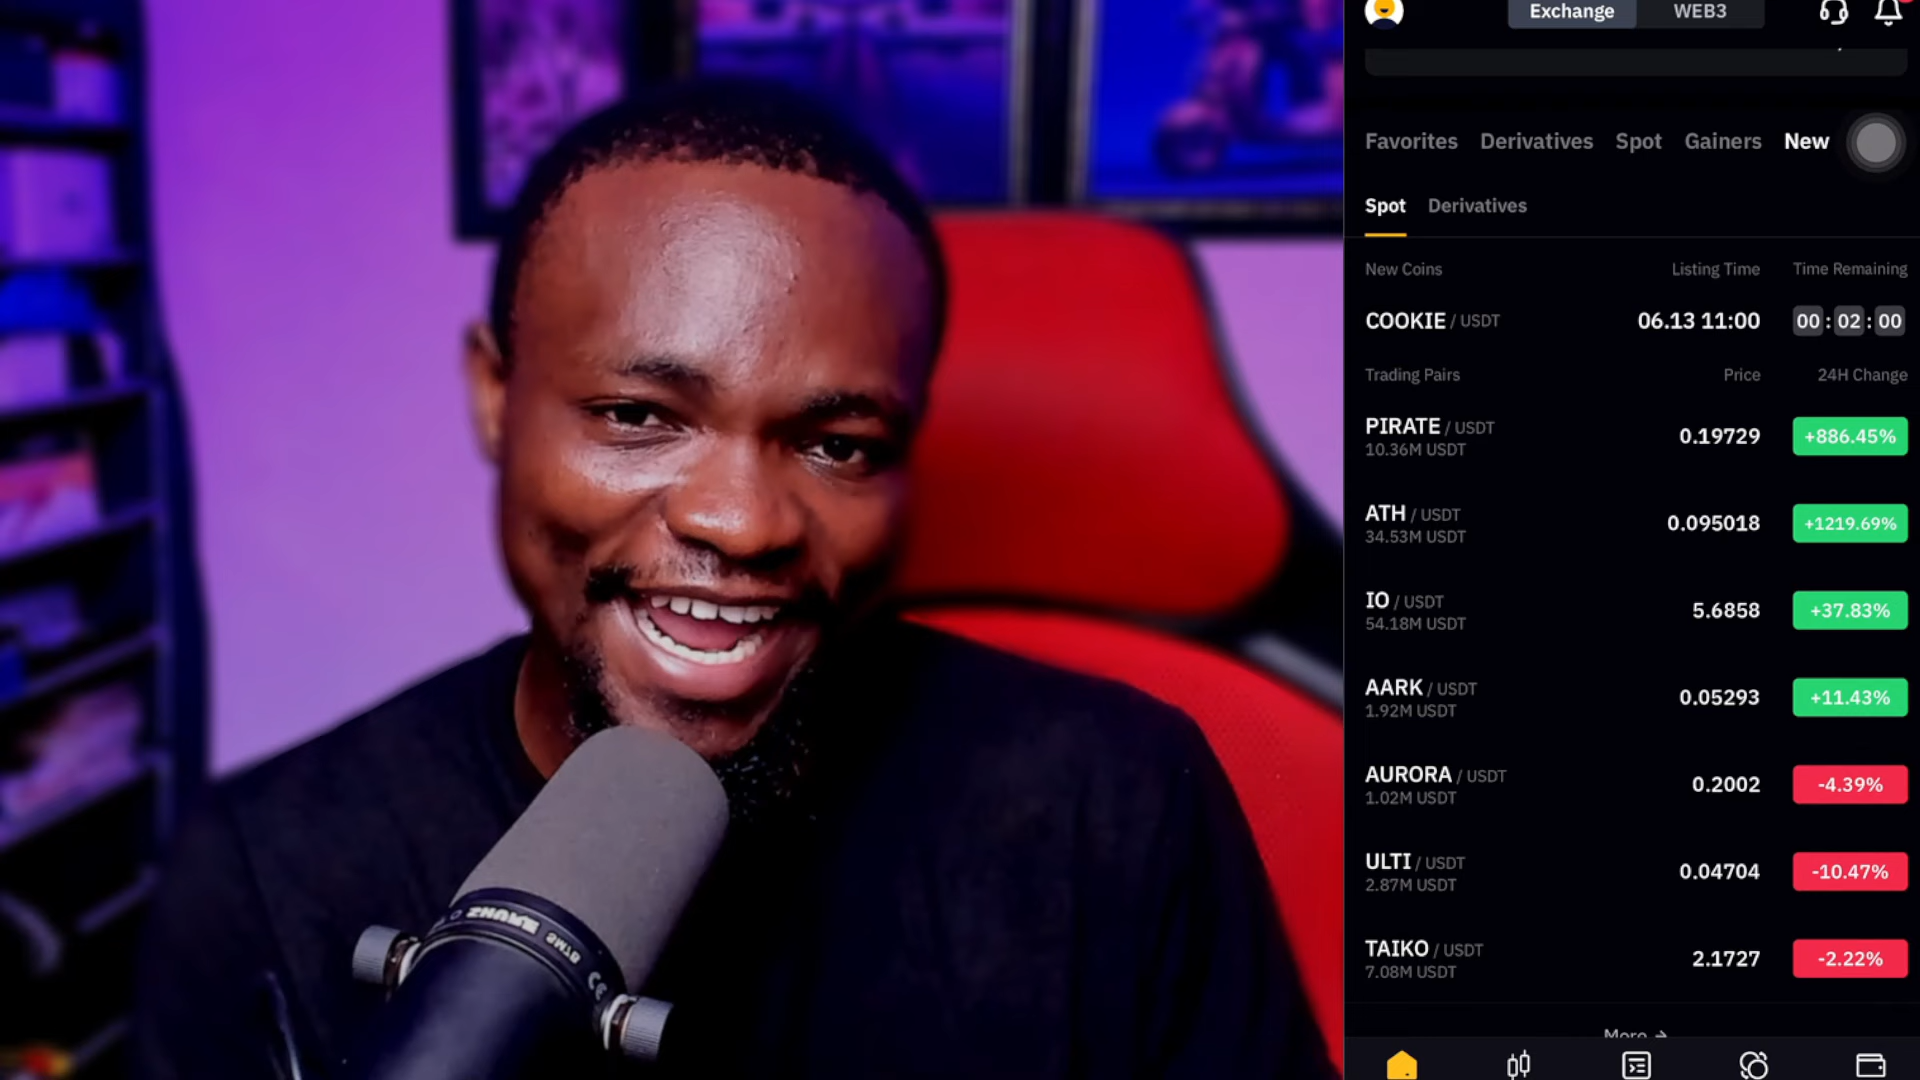 Exchange WEB3
Favorites Derivatives Spot Gainers New
Spot Derivatives
New Coins Listing Time Time Remaining
COOKIE / USDT 06.13 11:00 00 : 02 : 00
Trading Pairs Price 24H Change
PIRATE / USDT 0.19729 +886.45%
10.36M USDT
ATH / USDT 0.095018 +1219.69%
34.53M USDT
IO / USDT 5.6858 +37.83%
54.18M USDT
AARK / USDT 0.05293 +11.43%
1.92M USDT
AURORA / USDT 0.2002 -4.39%
1.02M USDT
ULTI / USDT 0.04704 -10.47%
2.87M USDT
TAIKO / USDT 2.1727 -2.22%
7.08M USDT
More →
SHURE SM7B